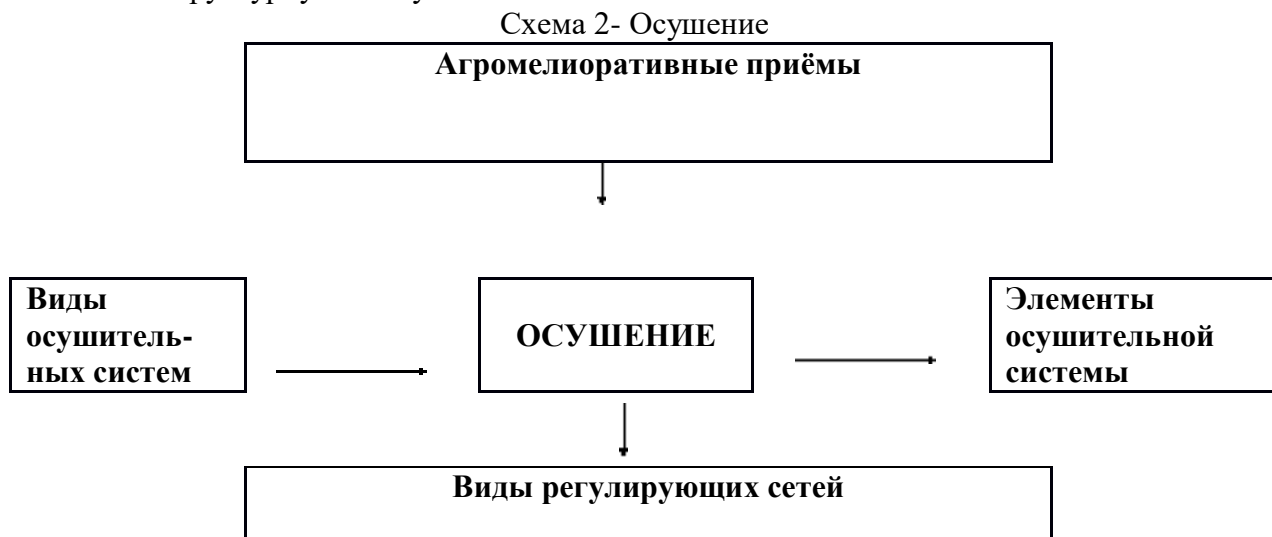 Схема 2- Осушение
Агромелиоративные приёмы
Виды
осушитель-
ных систем
ОСУШЕНИЕ
Элементы
осушительной
системы
Виды регулирующих сетей